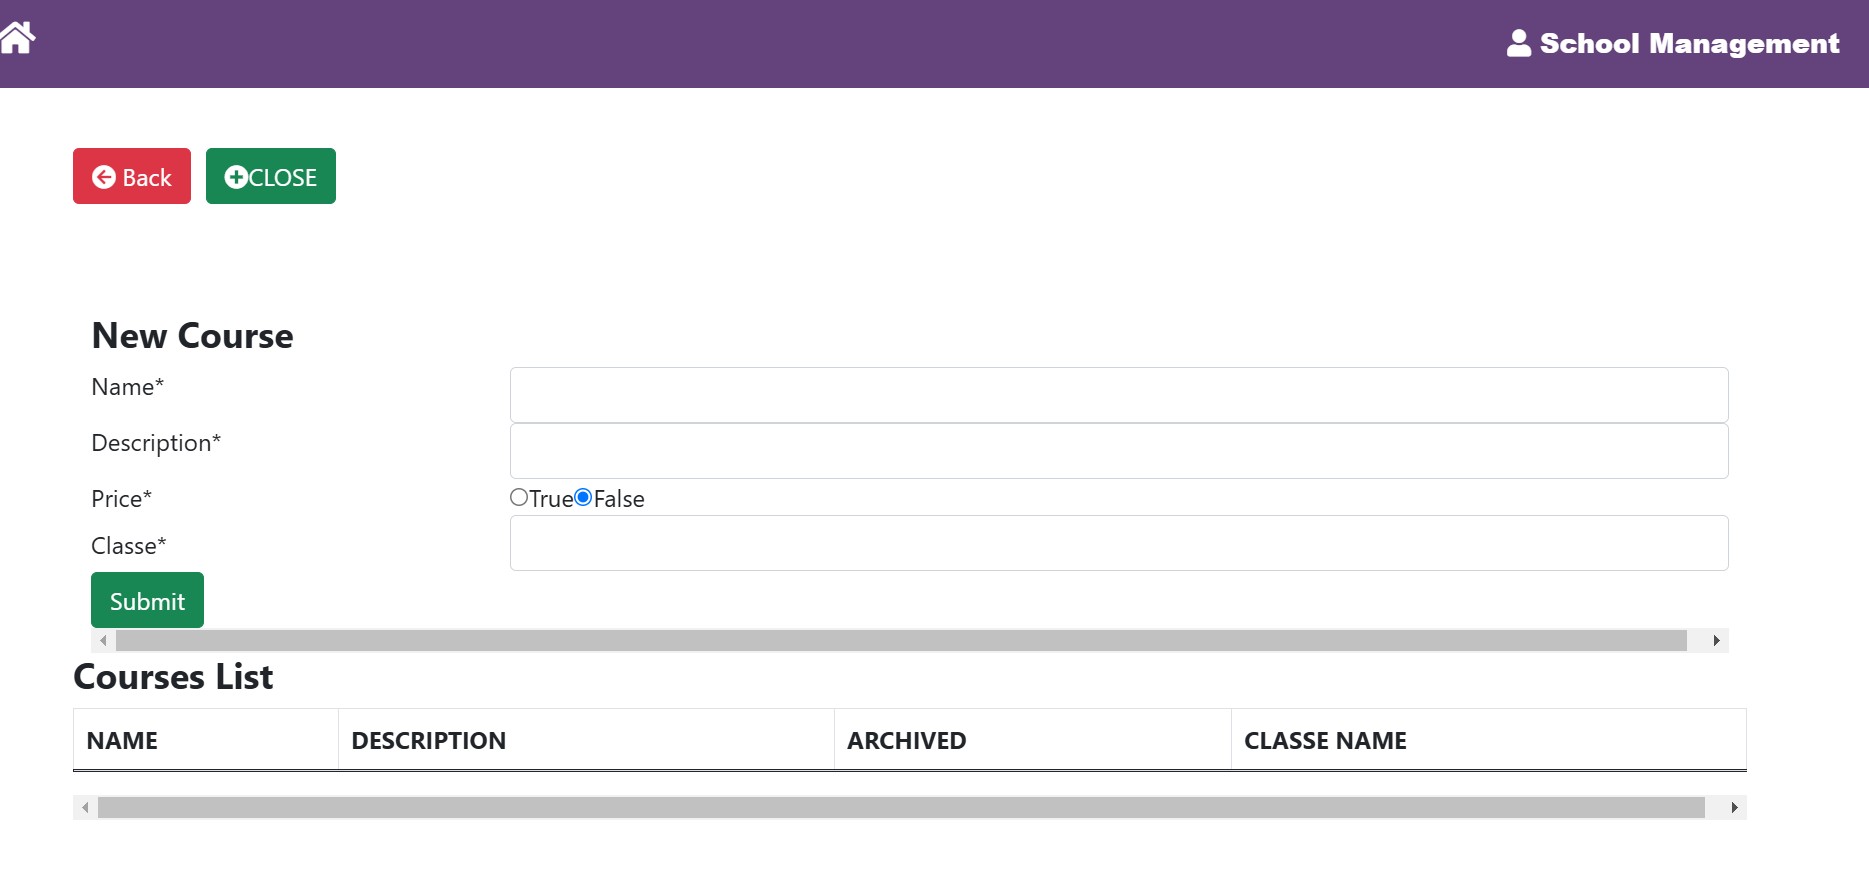 School Management
Back CLOSE
New Course
Name*
Description*
Price* True False
Classe*
Submit
Courses List
NAME DESCRIPTION ARCHIVED CLASSE NAME